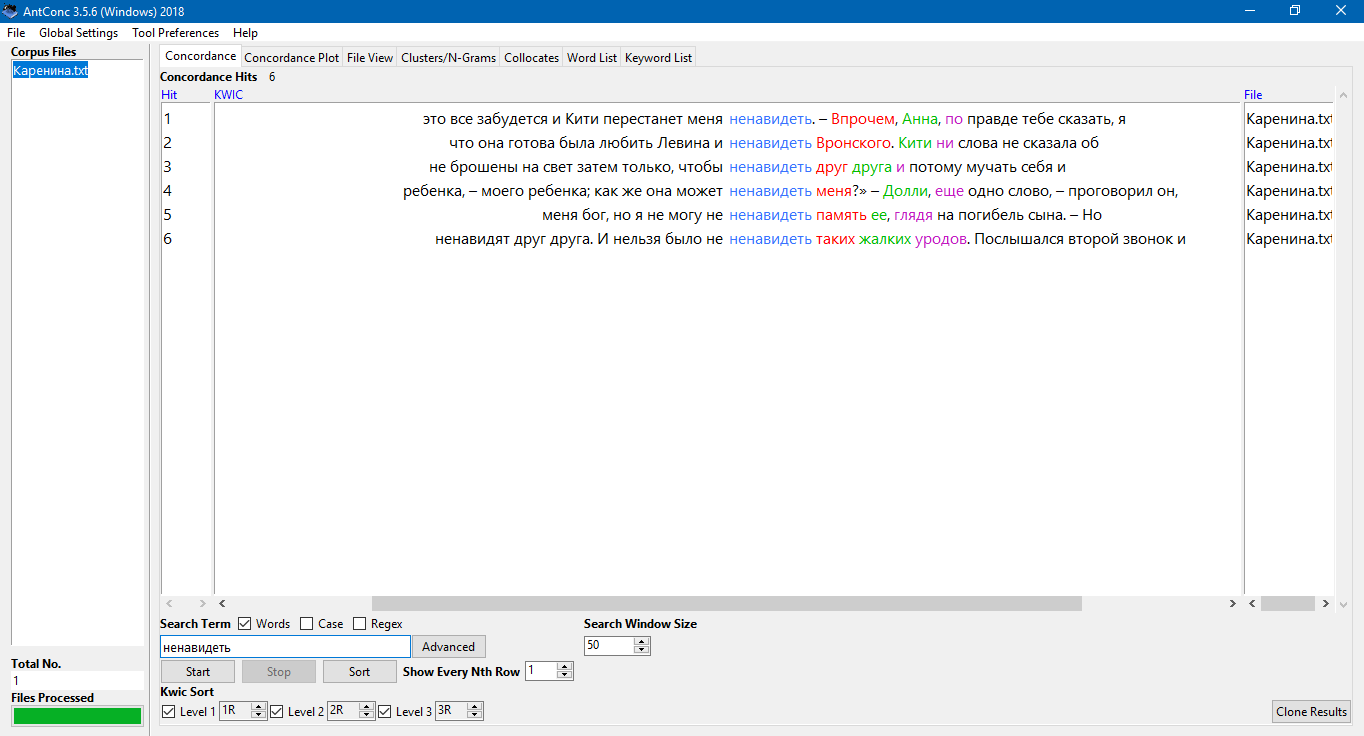 AntConc 3.5.6 (Windows) 2018
File Global Settings Tool Preferences Help
Corpus Files
Каренина.txt
Concordance Concordance Plot File View Clusters/N-Grams Collocates Word List Keyword List
Concordance Hits 6
Hit KWIC File
1 это все забудется и Кити перестанет меня ненавидеть. – Впрочем, Анна, по правде тебе сказать, я Каренина.txt
2 что она готова была любить Левина и ненавидеть Вронского. Кити ни слова не сказала об Каренина.txt
3 не брошены на свет затем только, чтобы ненавидеть друг друга и потому мучать себя и Каренина.txt
4 ребенка, – моего ребенка; как же она может ненавидеть меня?» – Долли, еще одно слово, – проговорил он, Каренина.txt
5 меня бог, но я не могу не ненавидеть память ее, глядя на погибель сына. – Но Каренина.txt
6 ненавидят друг друга. И нельзя было не ненавидеть таких жалких уродов. Послышался второй звонок и Каренина.txt
Search Term Words Case Regex Search Window Size
ненавидеть Advanced 50
Start Stop Sort Show Every Nth Row 1
Kwic Sort
Level 1 1R Level 2 2R Level 3 3R Clone Results
Total No.
1
Files Processed